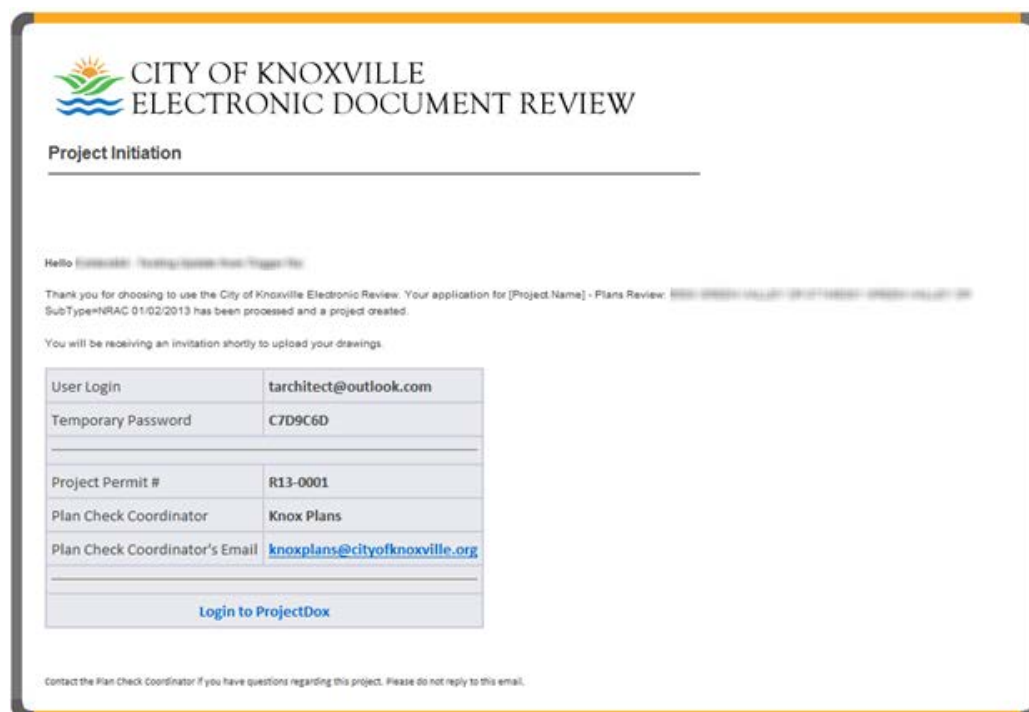 CITY OF KNOXVILLE
ELECTRONIC DOCUMENT REVIEW
Project Initiation
Hello
Thank you for choosing to use the City of Knoxville Electronic Review. Your application for [Project.Name] - Plans Review:
SubType=NRAC 01/02/2013 has been processed and a project created.
You will be receiving an invitation shortly to upload your drawings.
User Login tarchitect@outlook.com
Temporary Password C7D9C6D
Project Permit # R13-0001
Plan Check Coordinator Knox Plans
Plan Check Coordinator's Email knoxplans@cityofknoxville.org
Login to ProjectDox
Contact the Plan Check Coordinator if you have questions regarding this project. Please do not reply to this email.